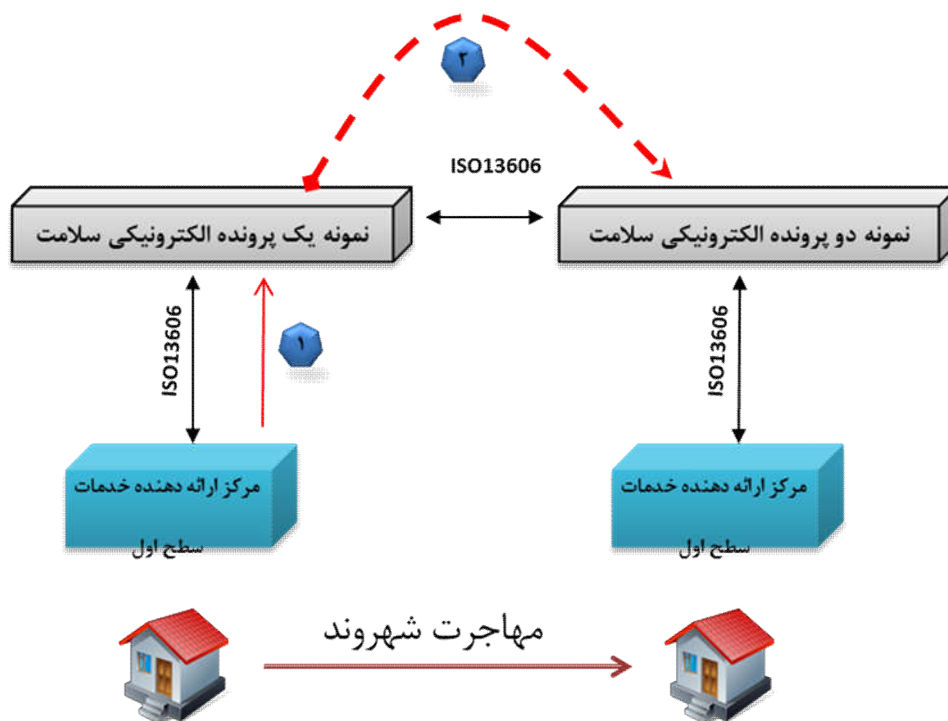 ۲
ISO13606
نمونه دو پرونده الکترونیکی سلامت
نمونه یک پرونده الکترونیکی سلامت
ISO13606
۱
ISO13606
مرکز ارائه دهنده خدمات
سطح اول
مرکز ارائه دهنده خدمات
سطح اول
مهاجرت شهروند